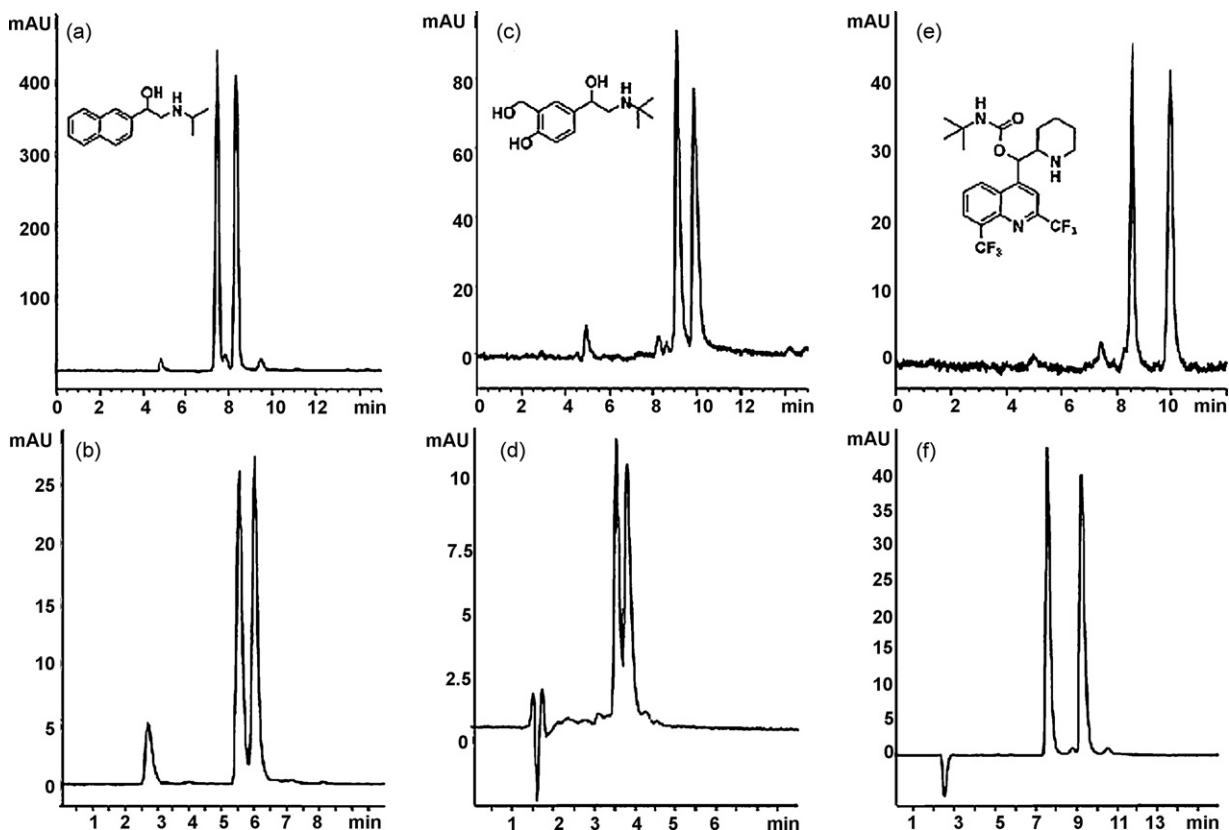 mAU (a)
400
300
200
100
OH
H
N
0 2 4 6 8 10 12 min
mAU (c)
80
60
40
20
0
OH
HO
H
N
HO
0 2 4 6 8 10 12 min
mAU (e)
40
30
20
10
0
H
N
O
O
N
H
N
CF3
CF3
0 2 4 6 8 10 min
mAU (b)
25
20
15
10
5
0
1 2 3 4 5 6 7 8 min
mAU (d)
10
7.5
5
2.5
0
1 2 3 4 5 6 min
mAU (f)
40
35
30
25
20
15
10
5
0
1 3 5 7 9 11 13 min